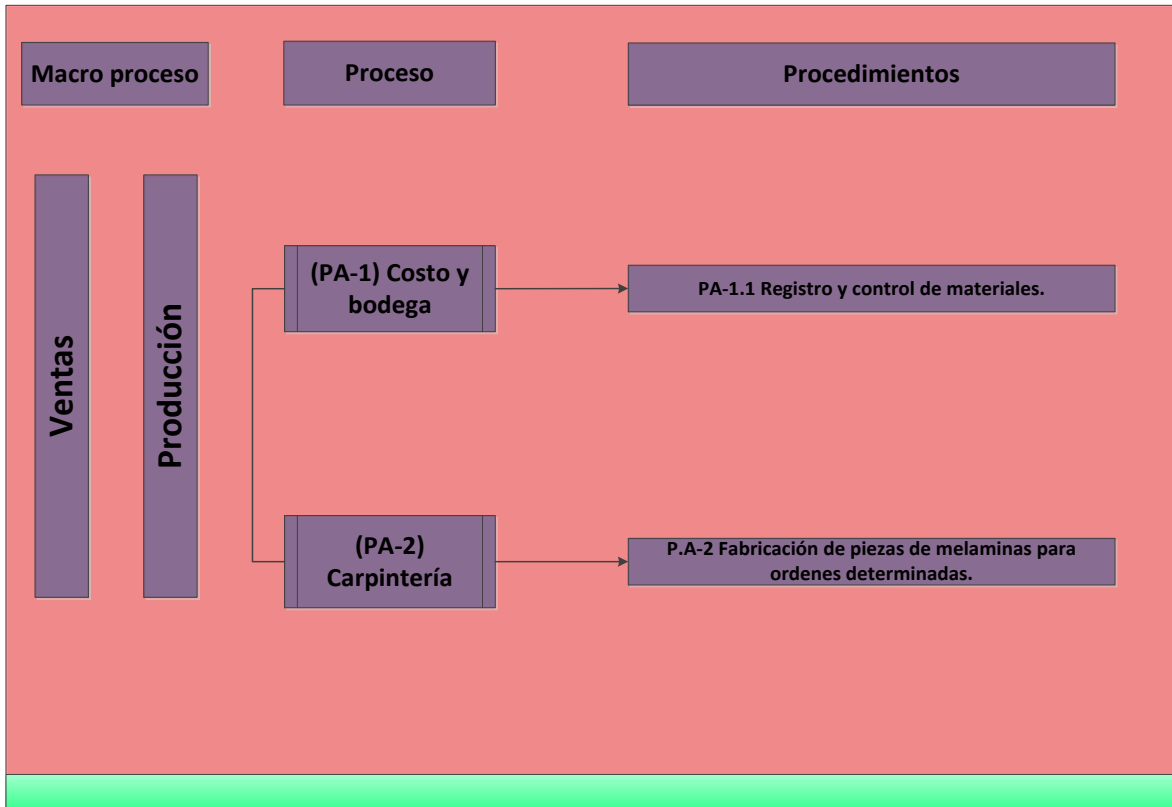 Macro proceso
Proceso
Procedimientos
Ventas
Producción
(PA-1) Costo y
bodega
PA-1.1 Registro y control de materiales.
(PA-2)
Carpintería
P.A-2 Fabricación de piezas de melaminas para
ordenes determinadas.